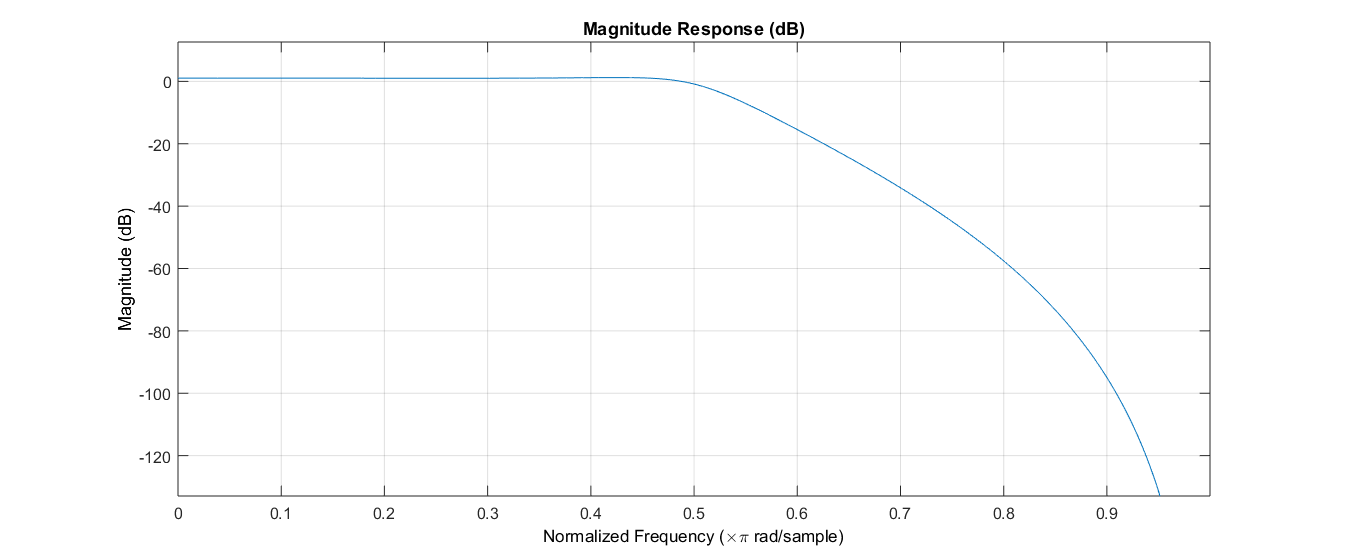 Magnitude Response (dB)
Magnitude (dB)
0
-20
-40
-60
-80
-100
-120
0 0.1 0.2 0.3 0.4 0.5 0.6 0.7 0.8 0.9
Normalized Frequency (×π rad/sample)